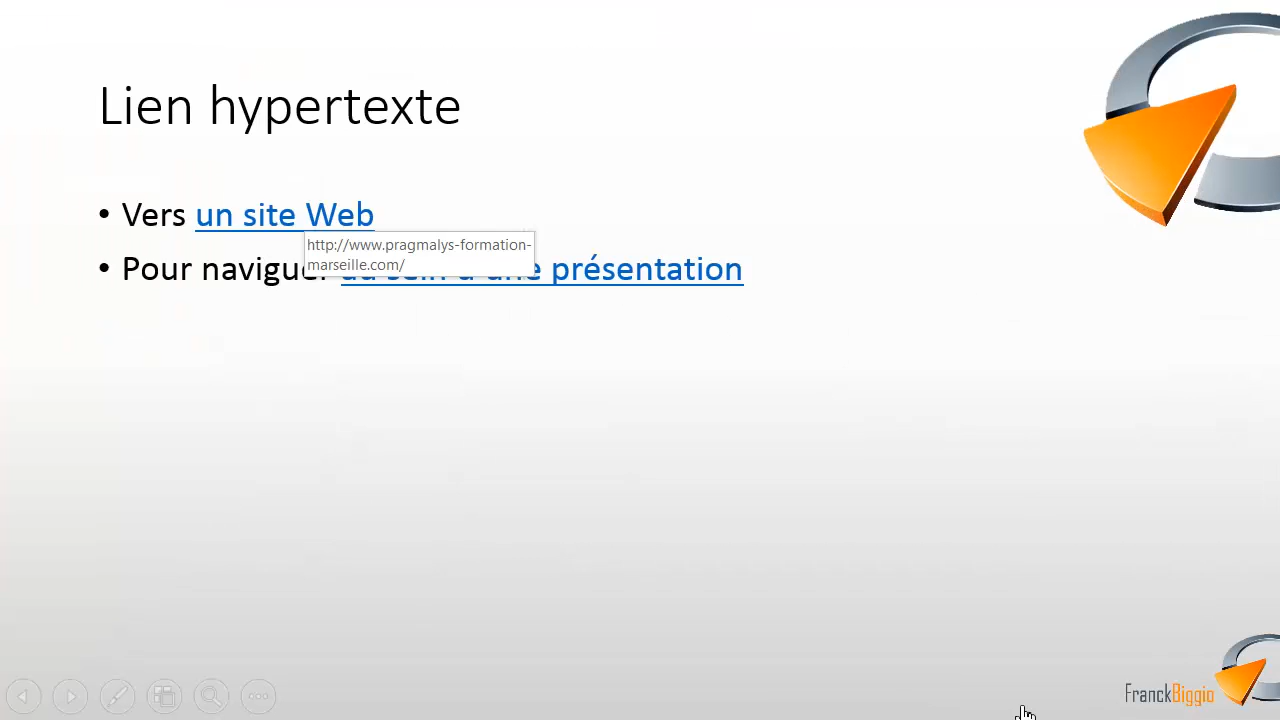 Lien hypertexte
• Vers un site Web
http://www.pragmalys-formation-
marseille.com/
• Pour naviguer au sein d'une présentation
FranckBiggio